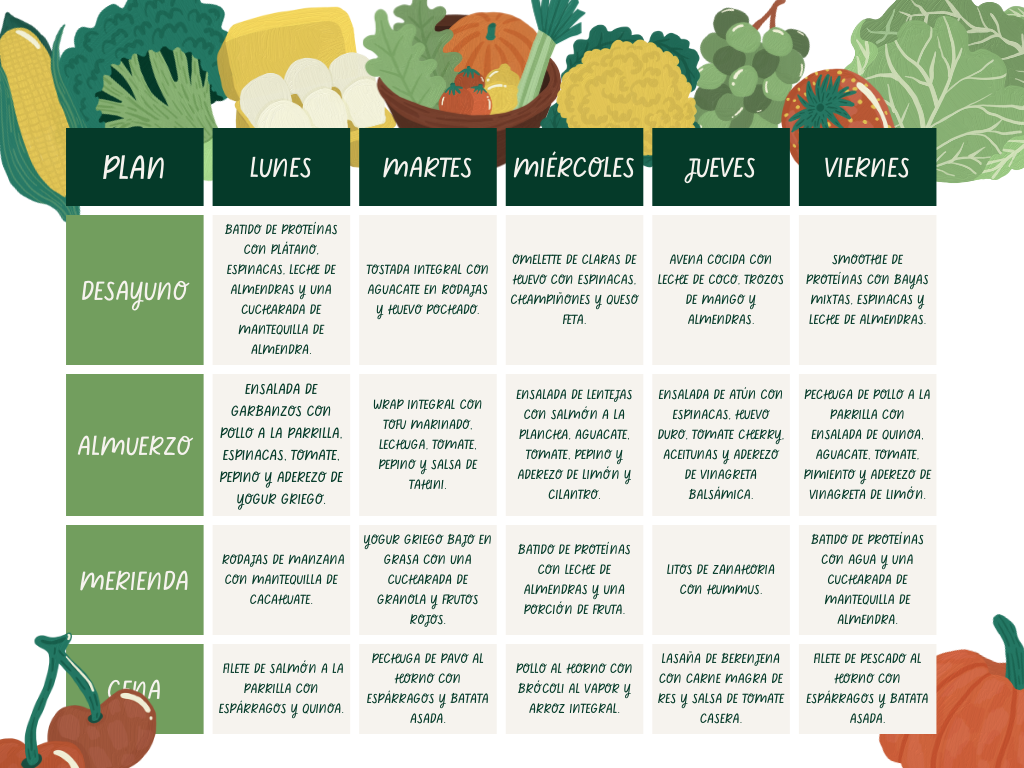 PLAN
LUNES
MARTES
MIÉRCOLES
JUEVES
VIERNES
DESAYUNO
BATIDO DE PROTEÍNAS
CON PLÁTANO,
ESPINACAS, LECHE DE
ALMENDRAS Y UNA
CUCHARADA DE
MANTEQUILLA DE
ALMENDRA.
TOSTADA INTEGRAL CON
AGUACATE EN RODAJAS
Y HUEVO POCHADO.
OMELETTE DE CLARAS DE
HUEVO CON ESPINACAS,
CHAMPIÑONES Y QUESO
FETA.
AVENA COCIDA CON
LECHE DE COCO, TROZOS
DE MANGO Y
ALMENDRAS.
SMOOTHIE DE
PROTEÍNAS CON BAYAS
MIXTAS, ESPINACAS Y
LECHE DE ALMENDRAS.
ALMUERZO
ENSALADA DE
GARBANZOS CON
POLLO A LA PARRILLA,
ESPINACAS, TOMATE,
PEPINO Y ADEREZO DE
YOGUR GRIEGO.
WRAP INTEGRAL CON
TOFU MARINADO,
LECHUGA, TOMATE,
PEPINO Y SALSA DE
TAHINI.
ENSALADA DE LENTEJAS
CON SALMÓN A LA
PLANCHA, AGUACATE,
TOMATE, PEPINO Y
ADEREZO DE LIMÓN Y
CILANTRO.
ENSALADA DE ATÚN CON
ESPINACAS, HUEVO
DURO, TOMATE CHERRY,
ACEITUNAS Y ADEREZO
DE VINAGRETA
BALSÁMICA.
PECHUGA DE POLLO A LA
PARRILLA CON
ENSALADA DE QUINOA,
AGUACATE, TOMATE,
PIMIENTO Y ADEREZO DE
VINAGRETA DE LIMÓN.
MERIENDA
RODAJAS DE MANZANA
CON MANTEQUILLA DE
CACAHUATE.
YOGUR GRIEGO BAJO EN
GRASA CON UNA
CUCHARADA DE
GRANOLA Y FRUTOS
ROJOS.
BATIDO DE PROTEÍNAS
CON LECHE DE
ALMENDRAS Y UNA
PORCIÓN DE FRUTA.
LITOS DE ZANAHORIA
CON HUMMUS.
BATIDO DE PROTEÍNAS
CON AGUA Y UNA
CUCHARADA DE
MANTEQUILLA DE
ALMENDRA.
CENA
FILETE DE SALMÓN A LA
PARRILLA CON
ESPÁRRAGOS Y QUINOA.
PECHUGA DE PAVO AL
HORNO CON
ESPÁRRAGOS Y BATATA
ASADA.
POLLO AL HORNO CON
BRÓCOLI AL VAPOR Y
ARROZ INTEGRAL.
LASAÑA DE BERENJENA
CON CARNE MAGRA DE
RES Y SALSA DE TOMATE
CASERA.
FILETE DE PESCADO AL
HORNO CON
ESPÁRRAGOS Y BATATA
ASADA.